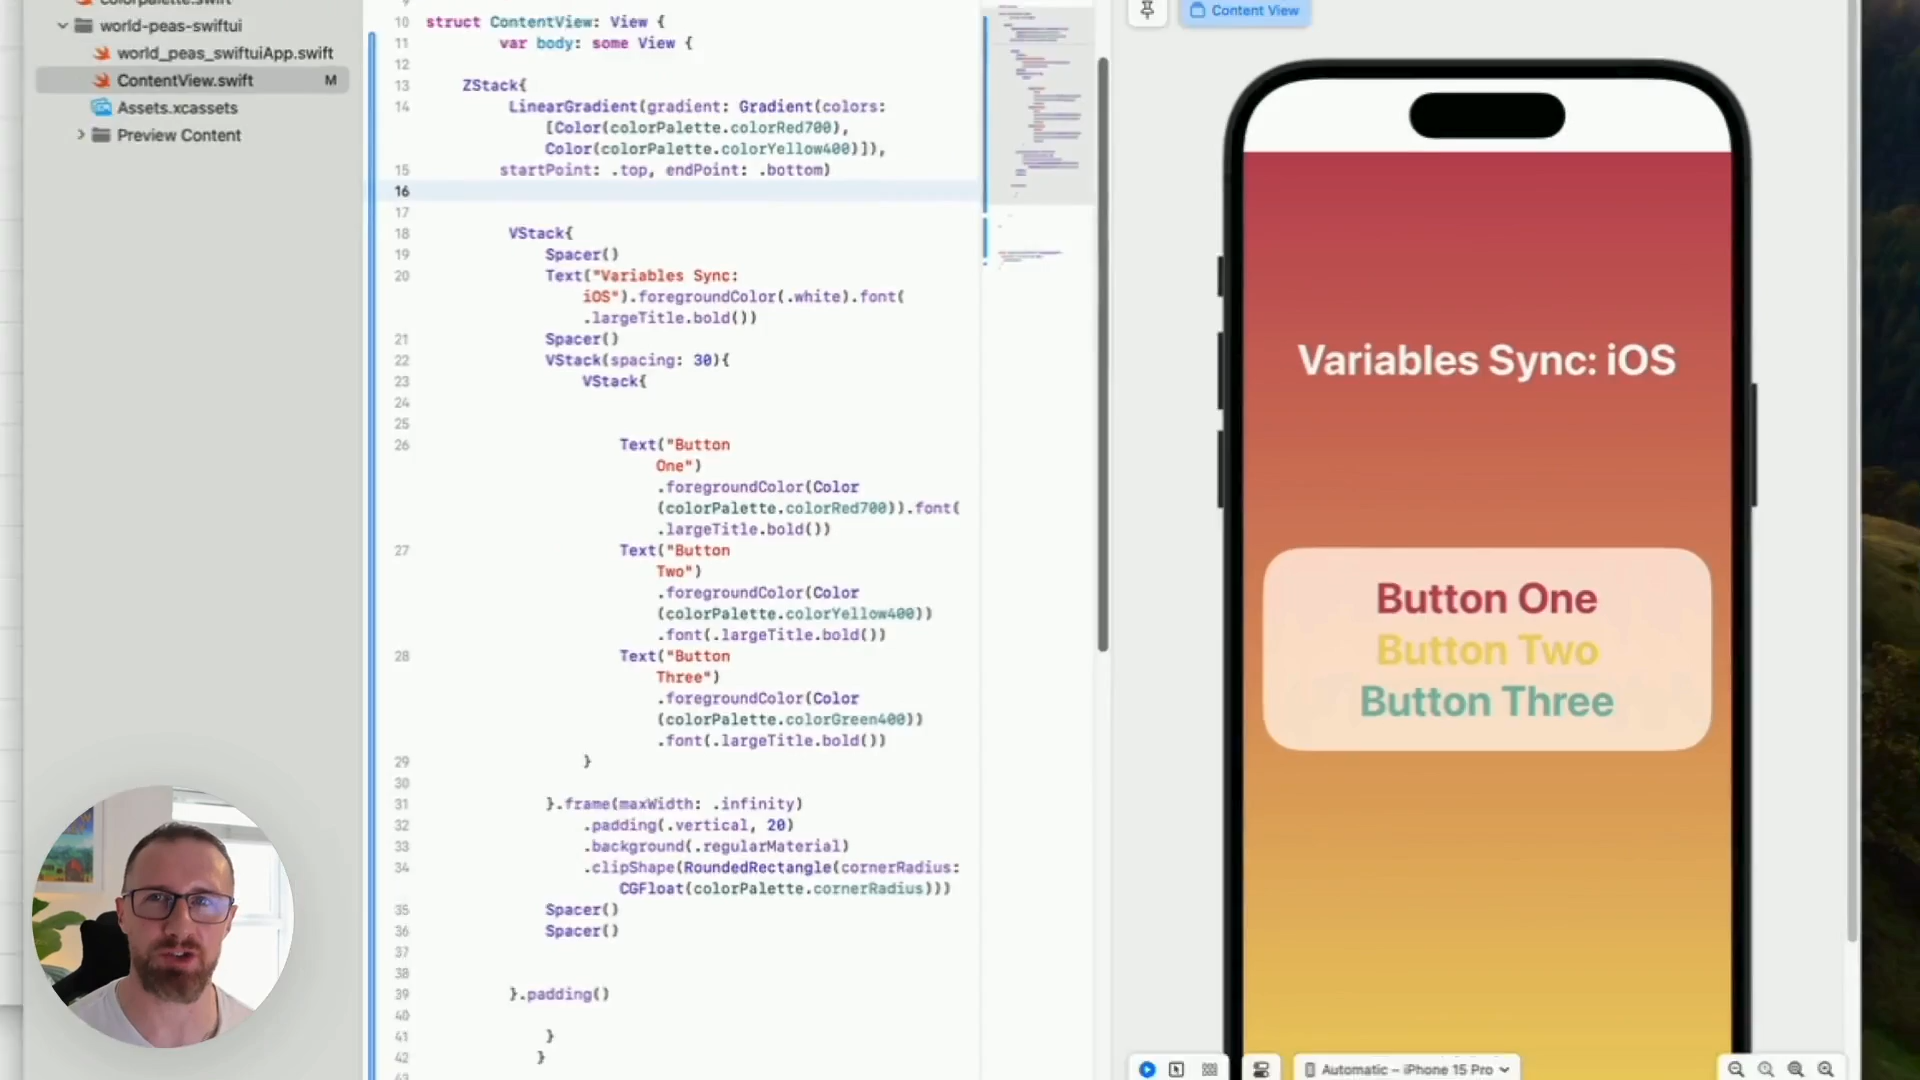 colorpalette.swift
world-peas-swiftui
world_peas_swiftuiApp.swift
ContentView.swift M
Assets.xcassets
Preview Content
9
10 struct ContentView: View {
11 var body: some View {
12
13 ZStack{
14 LinearGradient(gradient: Gradient(colors:
[Color(colorPalette.colorRed700),
Color(colorPalette.colorYellow400)]),
15 startPoint: .top, endPoint: .bottom)
16
17
18 VStack{
19 Spacer()
20 Text("Variables Sync:
iOS").foregroundColor(.white).font(
.largeTitle.bold())
21 Spacer()
22 VStack(spacing: 30){
23 VStack{
24
25
26 Text("Button
One")
.foregroundColor(Color
(colorPalette.colorRed700)).font(
.largeTitle.bold())
27 Text("Button
Two")
.foregroundColor(Color
(colorPalette.colorYellow400))
.font(.largeTitle.bold())
28 Text("Button
Three")
.foregroundColor(Color
(colorPalette.colorGreen400))
.font(.largeTitle.bold())
29 }
30
31 }.frame(maxWidth: .infinity)
32 .padding(.vertical, 20)
33 .background(.regularMaterial)
34 .clipShape(RoundedRectangle(cornerRadius:
CGFloat(colorPalette.cornerRadius)))
35 Spacer()
36 Spacer()
37
38
39 }.padding()
40
41 }
42 }
43
Content View
Variables Sync: iOS
Button One
Button Two
Button Three
Automatic – iPhone 15 Pro